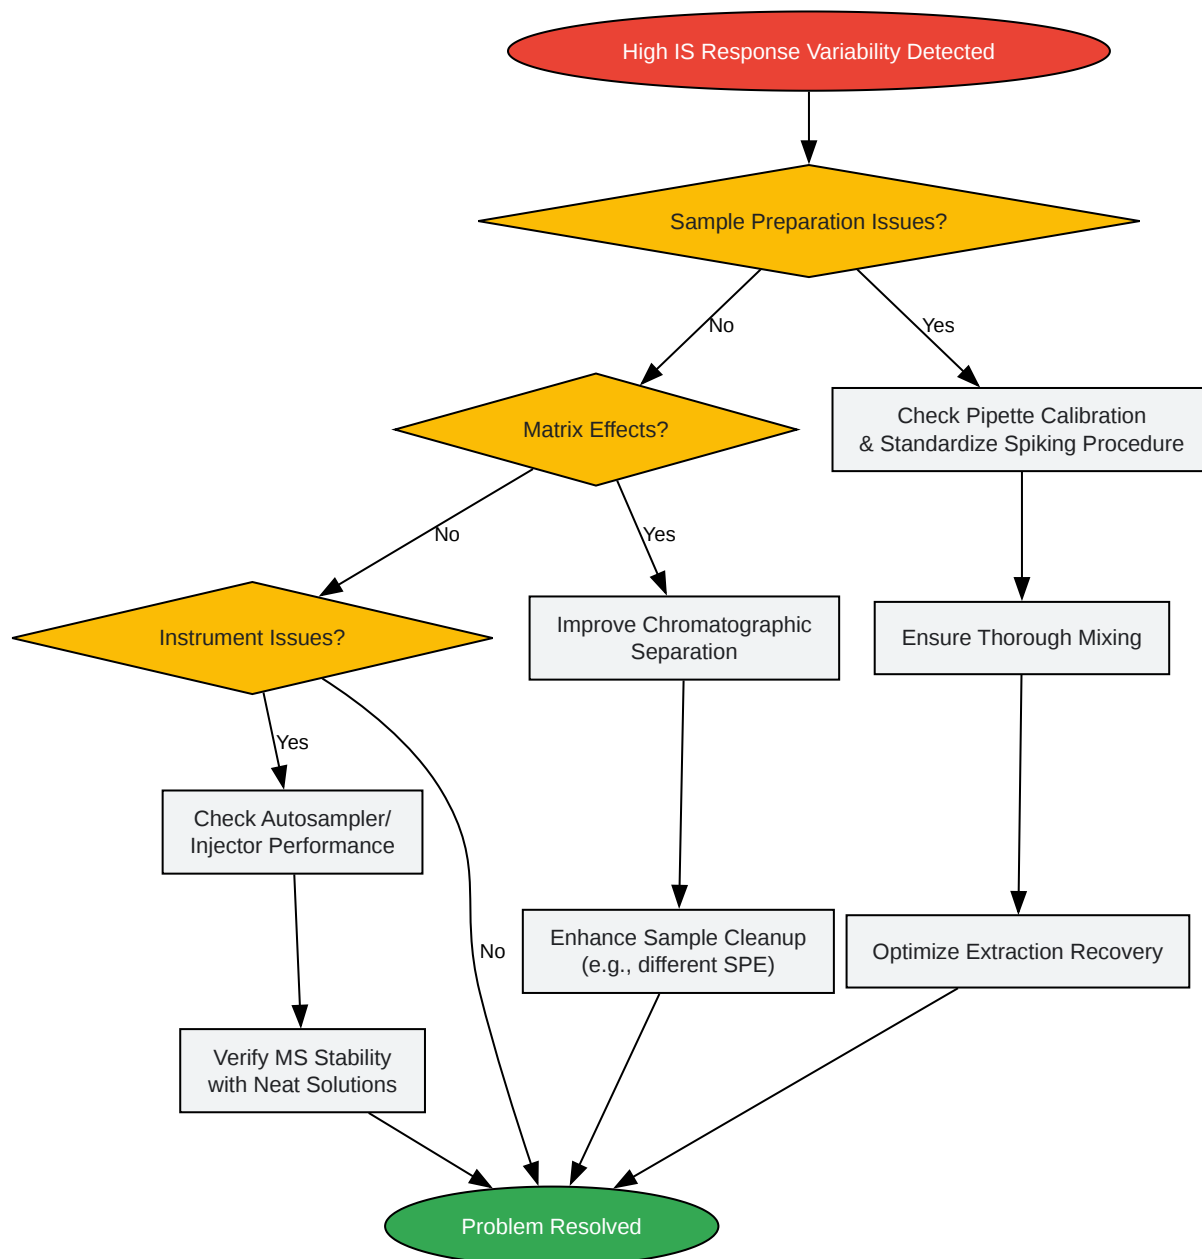 High IS Response Variability Detected
Sample Preparation Issues?
No
Yes
Matrix Effects?
Check Pipette Calibration
& Standardize Spiking Procedure
No
Yes
Instrument Issues?
Improve Chromatographic
Separation
Ensure Thorough Mixing
Yes
Check Autosampler/
Injector Performance
No
Enhance Sample Cleanup
(e.g., different SPE)
Optimize Extraction Recovery
Verify MS Stability
with Neat Solutions
Problem Resolved